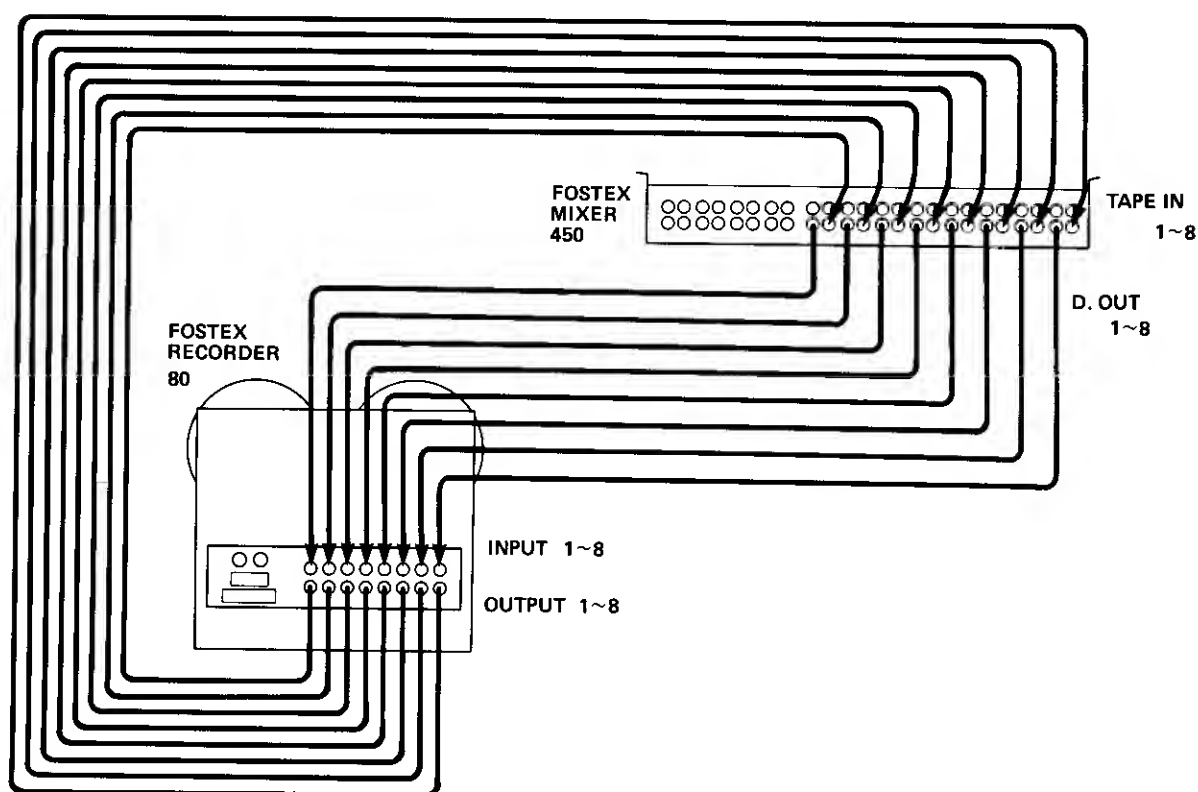 FOSTEX
MIXER
450
TAPE IN
1~8
D. OUT
1~8
FOSTEX
RECORDER
80
INPUT 1~8
OUTPUT 1~8